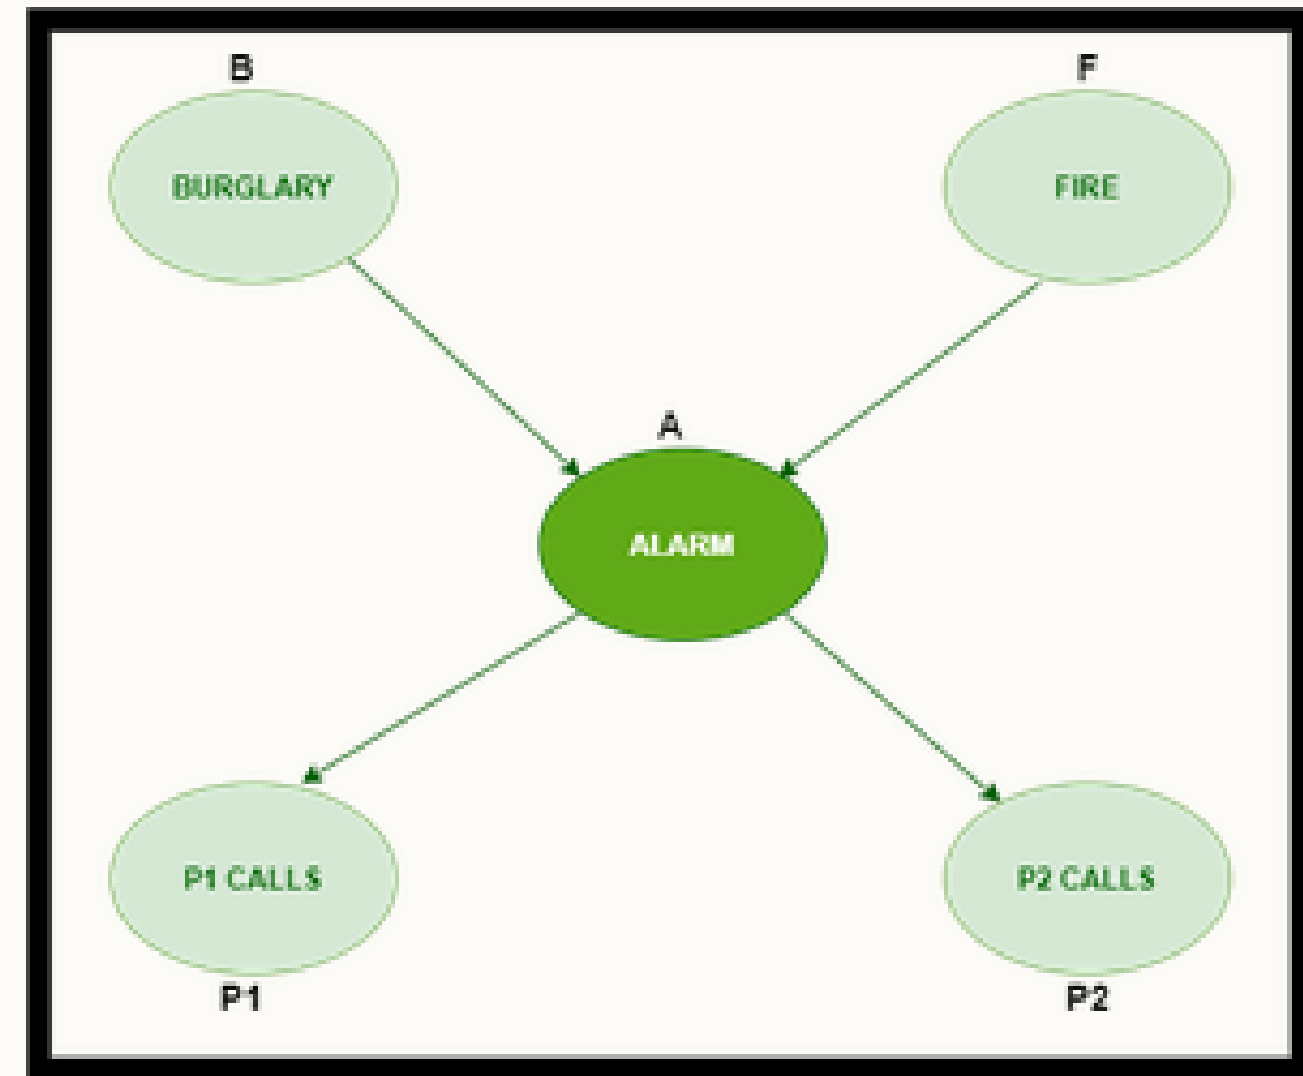 B
F
BURGLARY
FIRE
A
ALARM
P1 CALLS
P2 CALLS
P1
P2